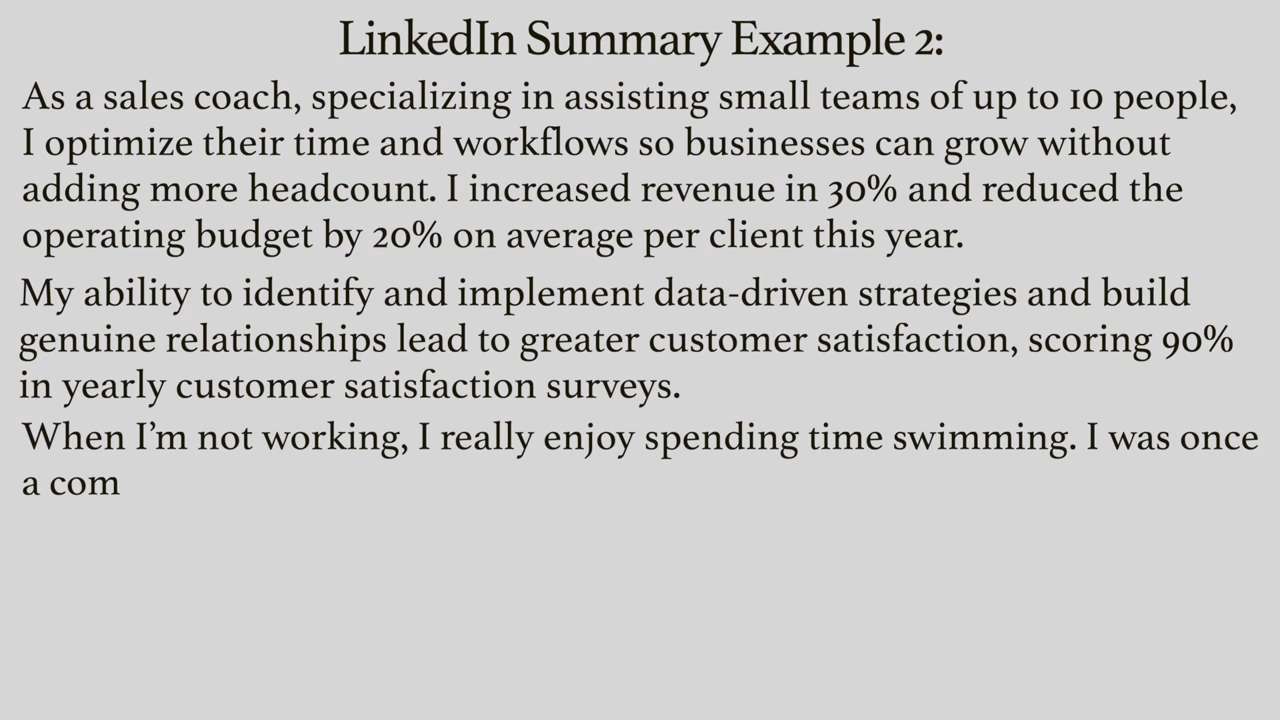 LinkedIn Summary Example 2:
As a sales coach, specializing in assisting small teams of up to 10 people,
I optimize their time and workflows so businesses can grow without
adding more headcount. I increased revenue in 30% and reduced the
operating budget by 20% on average per client this year.
My ability to identify and implement data-driven strategies and build
genuine relationships lead to greater customer satisfaction, scoring 90%
in yearly customer satisfaction surveys.
When I’m not working, I really enjoy spending time swimming. I was once
a com